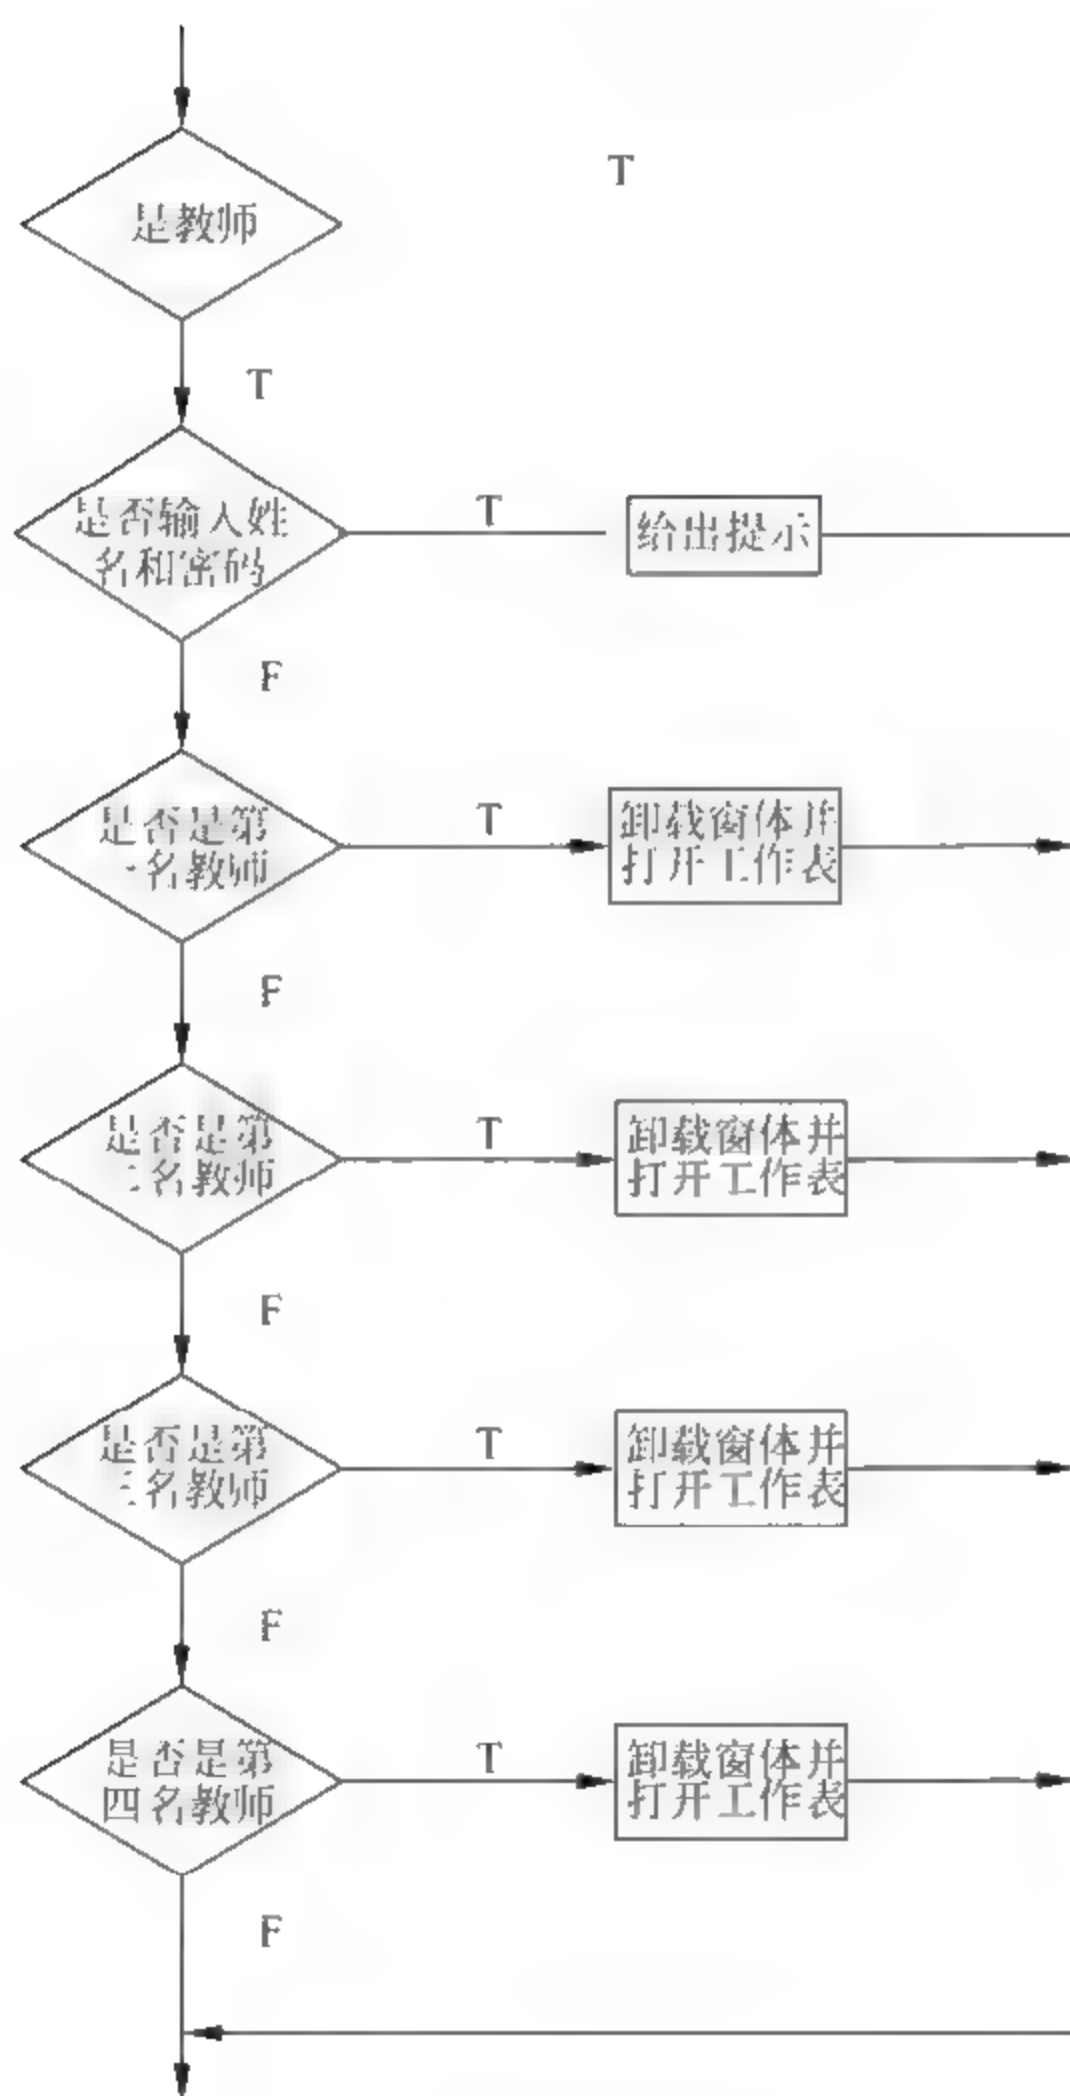 T
是教师
T
是否输入姓
名和密码
T
给出提示
F
是否是第
一名教师
T
卸载窗体并
打开工作表
F
是否是第
二名教师
T
卸载窗体并
打开工作表
F
是否是第
三名教师
T
卸载窗体并
打开工作表
F
是否是第
四名教师
T
卸载窗体并
打开工作表
F